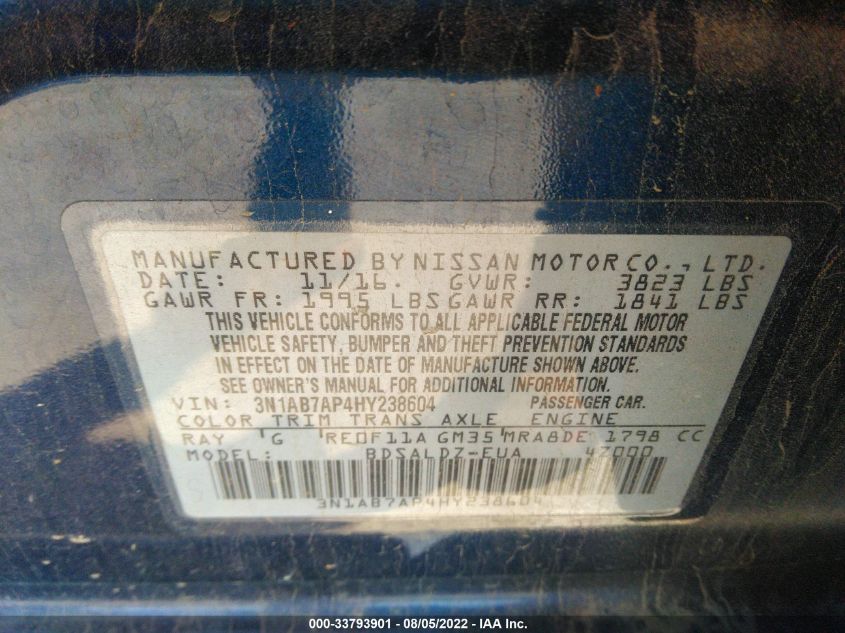 MANUFACTURED BY NISSAN MOTOR CO., LTD.
DATE: 11/16. GVWR: 3823 LBS
GAWR FR: 1995 LBS GAWR RR: 1841 LBS
THIS VEHICLE CONFORMS TO ALL APPLICABLE FEDERAL MOTOR
VEHICLE SAFETY, BUMPER AND THEFT PREVENTION STANDARDS
IN EFFECT ON THE DATE OF MANUFACTURE SHOWN ABOVE.
SEE OWNER'S MANUAL FOR ADDITIONAL INFORMATION.
VIN: 3N1AB7AP4HY238604 PASSENGER CAR.
COLOR TRIM TRANS AXLE ENGINE
RAY 'G RE0F11A GM35 MRA8DE 1798 CC
MODEL: BDSALDZ-EUA 47000
3N1AB7AP4HY238604
000-33793901 - 08/05/2022 - IAA Inc.